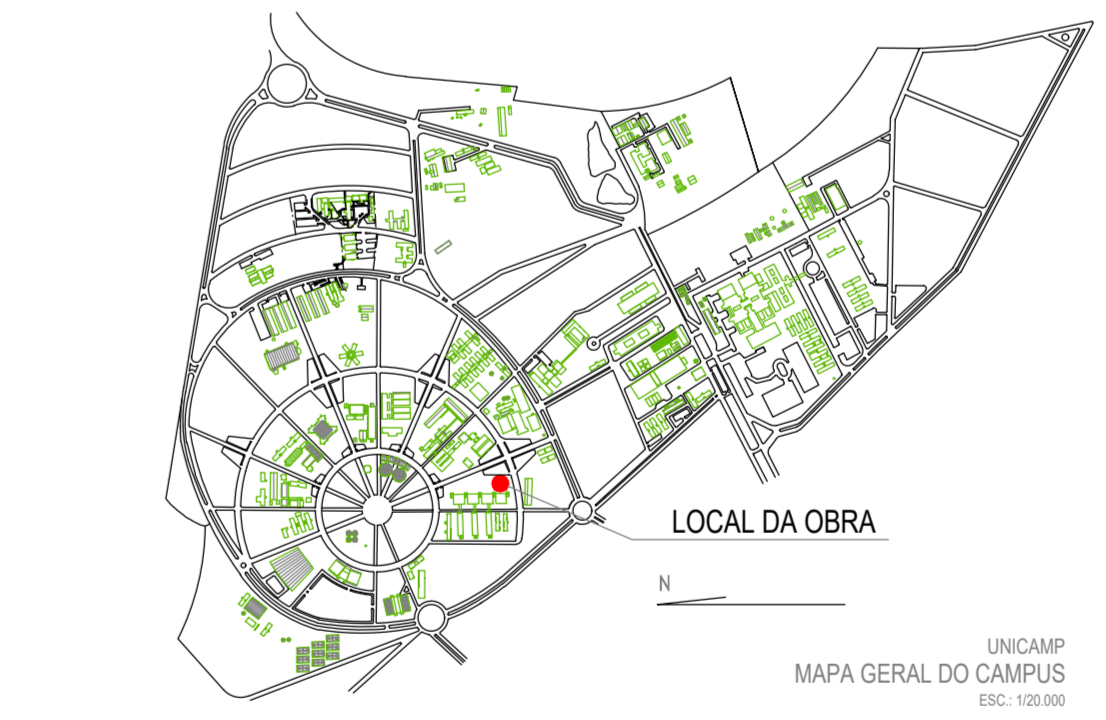 LOCAL DA OBRA
N
UNICAMP
MAPA GERAL DO CAMPUS
ESC.: 1/20.000